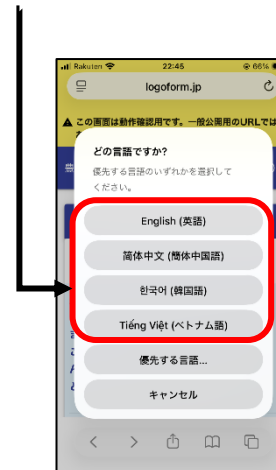 Rakuten 22:45 66%
logoform.jp
この画面は動作確認用です。一般公開用のURLでは
どの言語ですか?
優先する言語のいずれかを選択して
ください。
English (英語)
简体中文 (簡体中国語)
한국어 (韓国語)
Tiếng Việt (ベトナム語)
優先する言語...
キャンセル